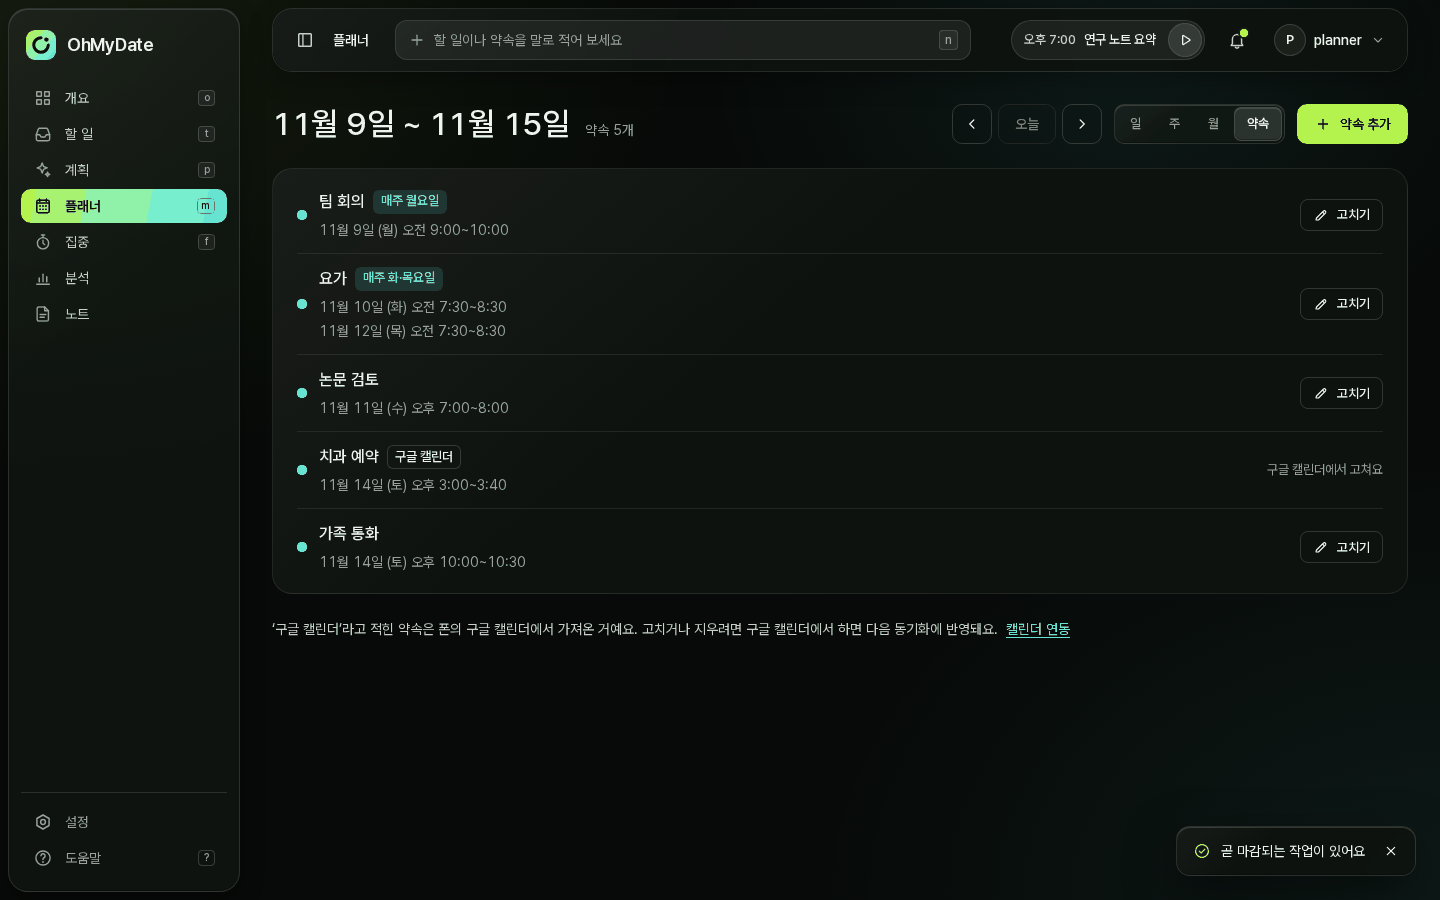 OhMyDate
개요 o
할 일 t
계획 p
플래너 m
집중 f
분석
노트
설정
도움말 ?
플래너
할 일이나 약속을 말로 적어 보세요 n
오후 7:00 연구 노트 요약
P planner
11월 9일 ~ 11월 15일 약속 5개
오늘
일 주 월 약속
약속 추가
팀 회의 매주 월요일
11월 9일 (월) 오전 9:00~10:00
고치기
요가 매주 화·목요일
11월 10일 (화) 오전 7:30~8:30
11월 12일 (목) 오전 7:30~8:30
고치기
논문 검토
11월 11일 (수) 오후 7:00~8:00
고치기
치과 예약 구글 캘린더
11월 14일 (토) 오후 3:00~3:40
구글 캘린더에서 고쳐요
가족 통화
11월 14일 (토) 오후 10:00~10:30
고치기
‘구글 캘린더’라고 적힌 약속은 폰의 구글 캘린더에서 가져온 거예요. 고치거나 지우려면 구글 캘린더에서 하면 다음 동기화에 반영돼요. 캘린더 연동
곧 마감되는 작업이 있어요